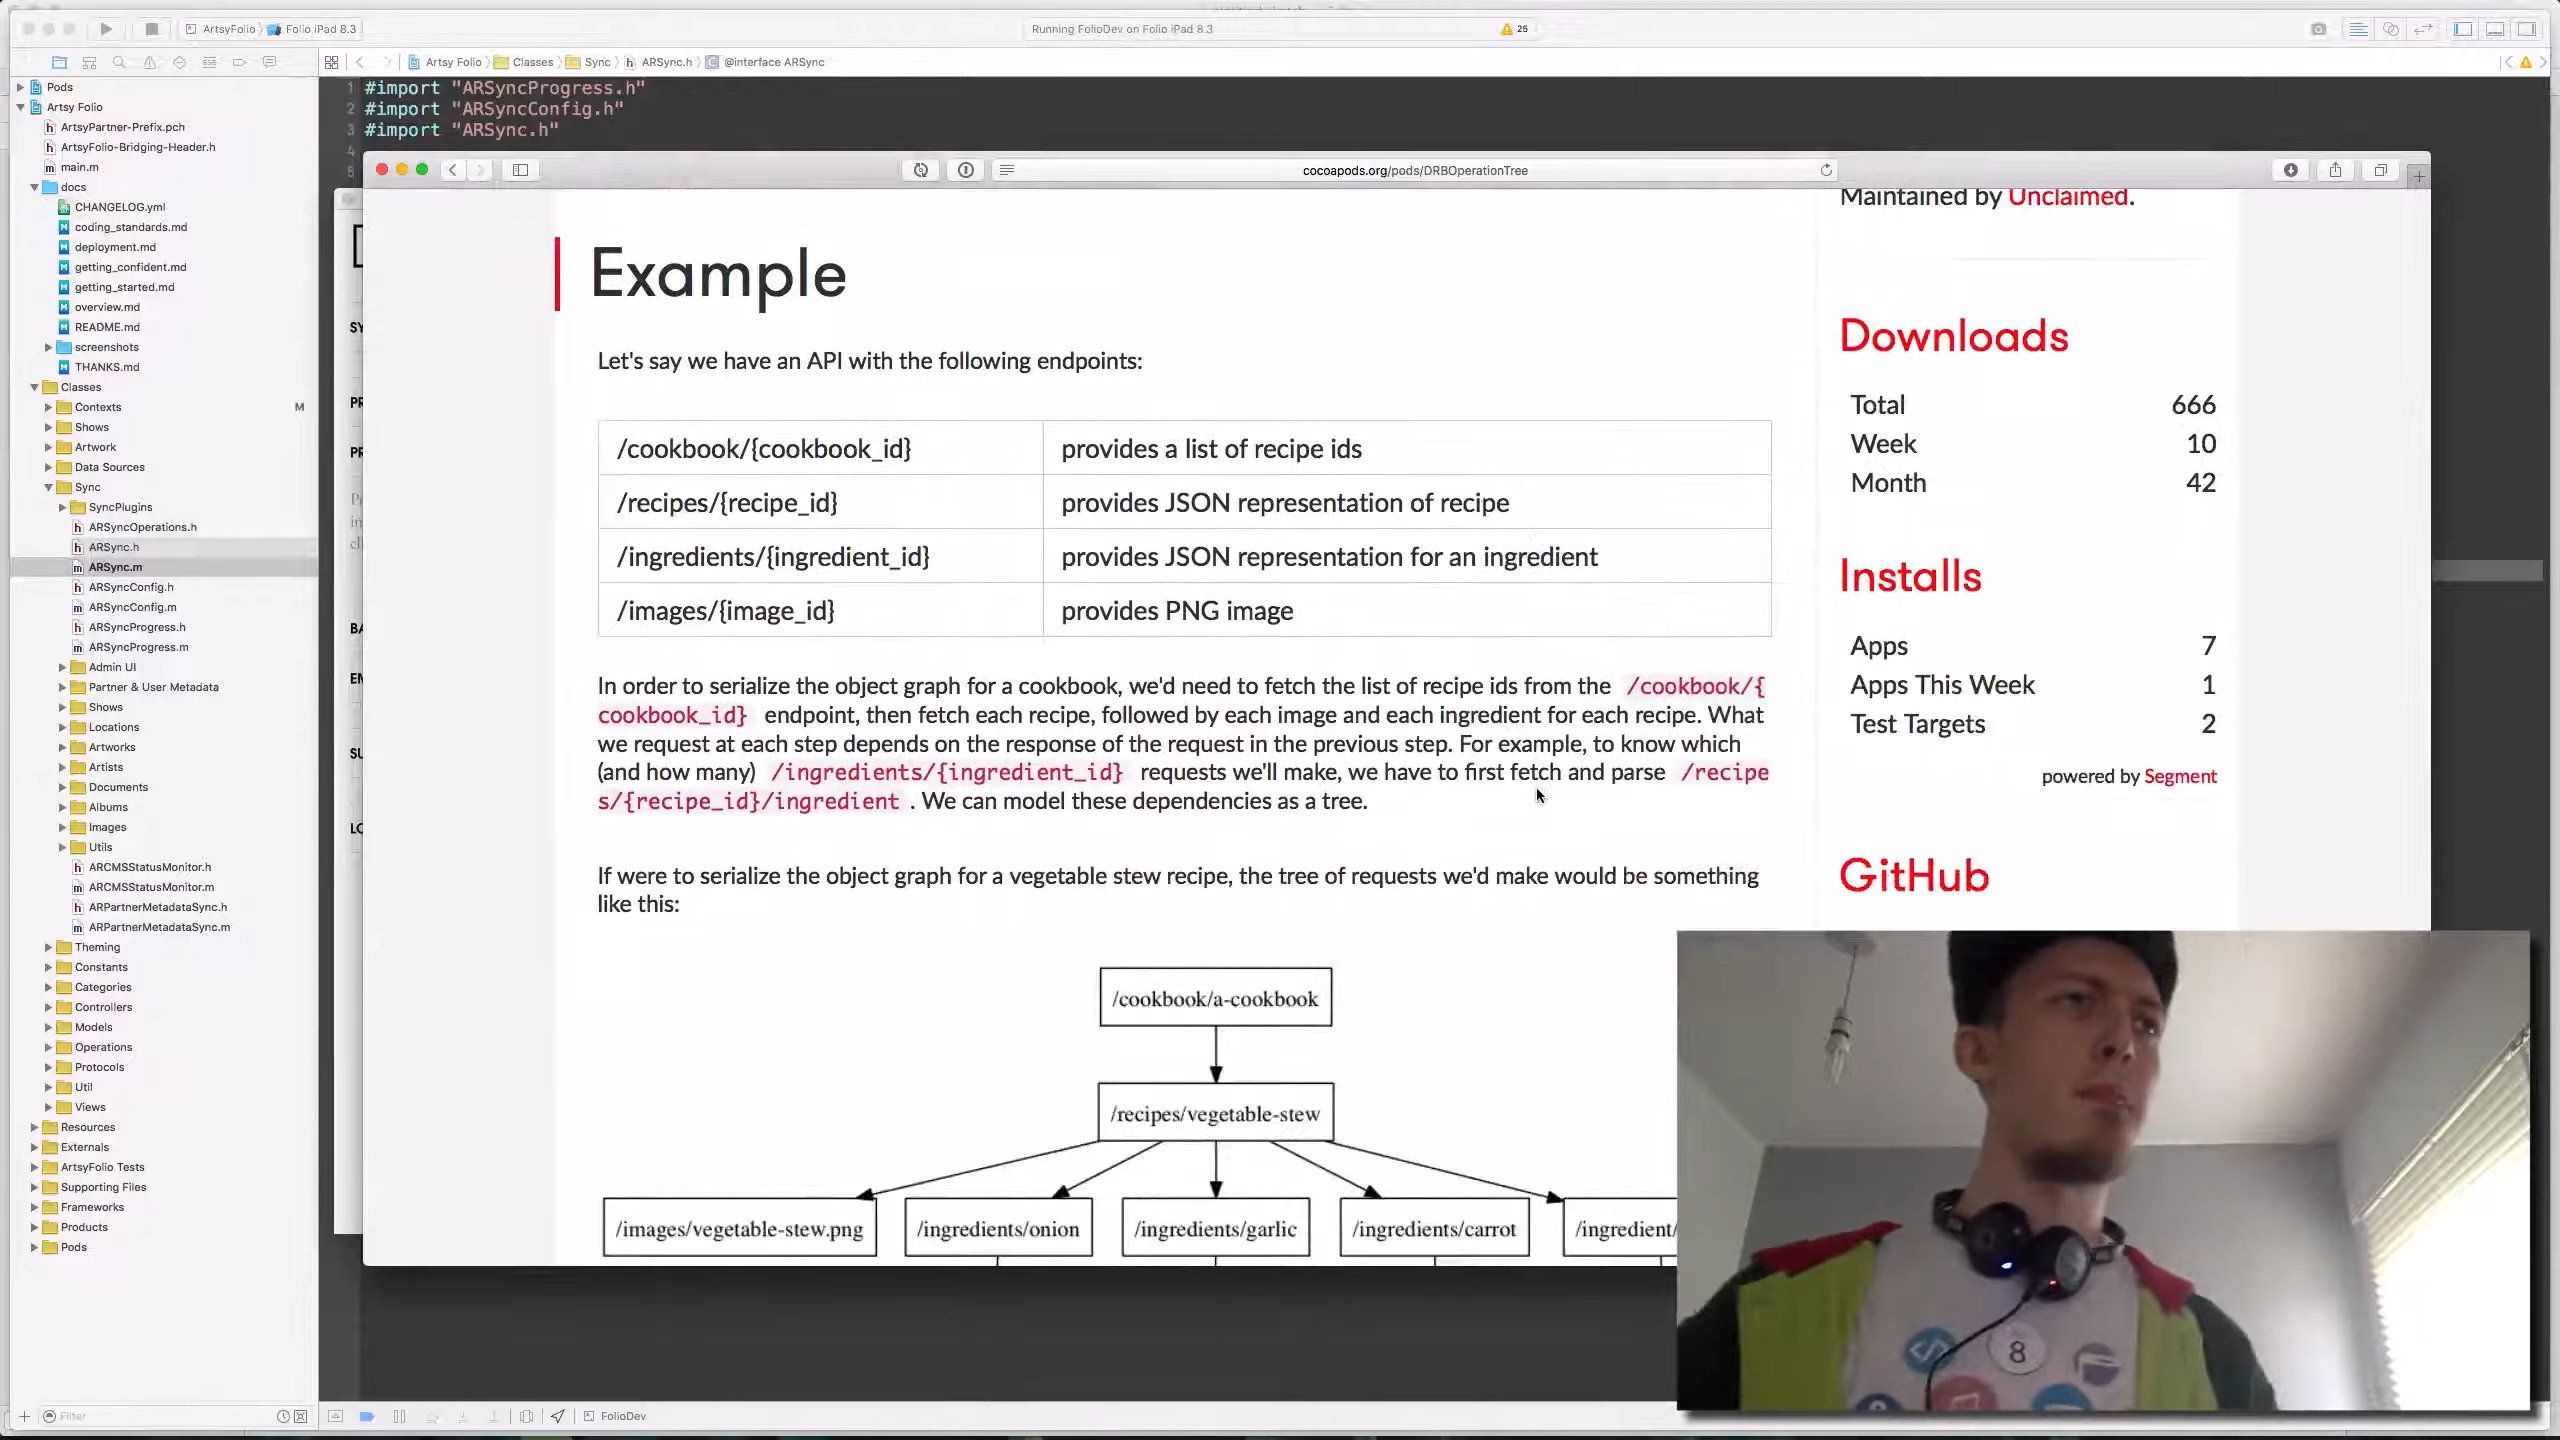 ArtsyFolio
Folio iPad 8.3
Running FolioDev on Folio iPad 8.3
25
Artsy Folio
Classes
Sync
ARSync.h
@interface ARSync
Pods
Artsy Folio
ArtsyPartner-Prefix.pch
ArtsyFolio-Bridging-Header.h
main.m
docs
CHANGELOG.yml
coding_standards.md
deployment.md
getting_confident.md
getting_started.md
overview.md
README.md
screenshots
THANKS.md
Classes
Contexts M
Shows
Artwork
Data Sources
Sync
SyncPlugins
ARSyncOperations.h
ARSync.h
ARSync.m
ARSyncConfig.h
ARSyncConfig.m
ARSyncProgress.h
ARSyncProgress.m
Admin UI
Partner & User Metadata
Shows
Locations
Artworks
Artists
Documents
Albums
Images
Utils
ARCMSStatusMonitor.h
ARCMSStatusMonitor.m
ARPartnerMetadataSync.h
ARPartnerMetadataSync.m
Theming
Constants
Categories
Controllers
Models
Operations
Protocols
Util
Views
Resources
Externals
ArtsyFolio Tests
Supporting Files
Frameworks
Products
Pods
Filter
1 #import "ARSyncProgress.h"
2 #import "ARSyncConfig.h"
3 #import "ARSync.h"
4
5
cocoapods.org/pods/DRBOperationTree
Example
Let's say we have an API with the following endpoints:
/cookbook/{cookbook_id} provides a list of recipe ids
/recipes/{recipe_id} provides JSON representation of recipe
/ingredients/{ingredient_id} provides JSON representation for an ingredient
/images/{image_id} provides PNG image
In order to serialize the object graph for a cookbook, we'd need to fetch the list of recipe ids from the /cookbook/{
cookbook_id} endpoint, then fetch each recipe, followed by each image and each ingredient for each recipe. What
we request at each step depends on the response of the request in the previous step. For example, to know which
(and how many) /ingredients/{ingredient_id} requests we'll make, we have to first fetch and parse /recipe
s/{recipe_id}/ingredient . We can model these dependencies as a tree.
If were to serialize the object graph for a vegetable stew recipe, the tree of requests we'd make would be something
like this:
/cookbook/a-cookbook
/recipes/vegetable-stew
/images/vegetable-stew.png
/ingredients/onion
/ingredients/garlic
/ingredients/carrot
/ingredient/
Maintained by Unclaimed.
Downloads
Total 666
Week 10
Month 42
Installs
Apps 7
Apps This Week 1
Test Targets 2
powered by Segment
GitHub
8
FolioDev